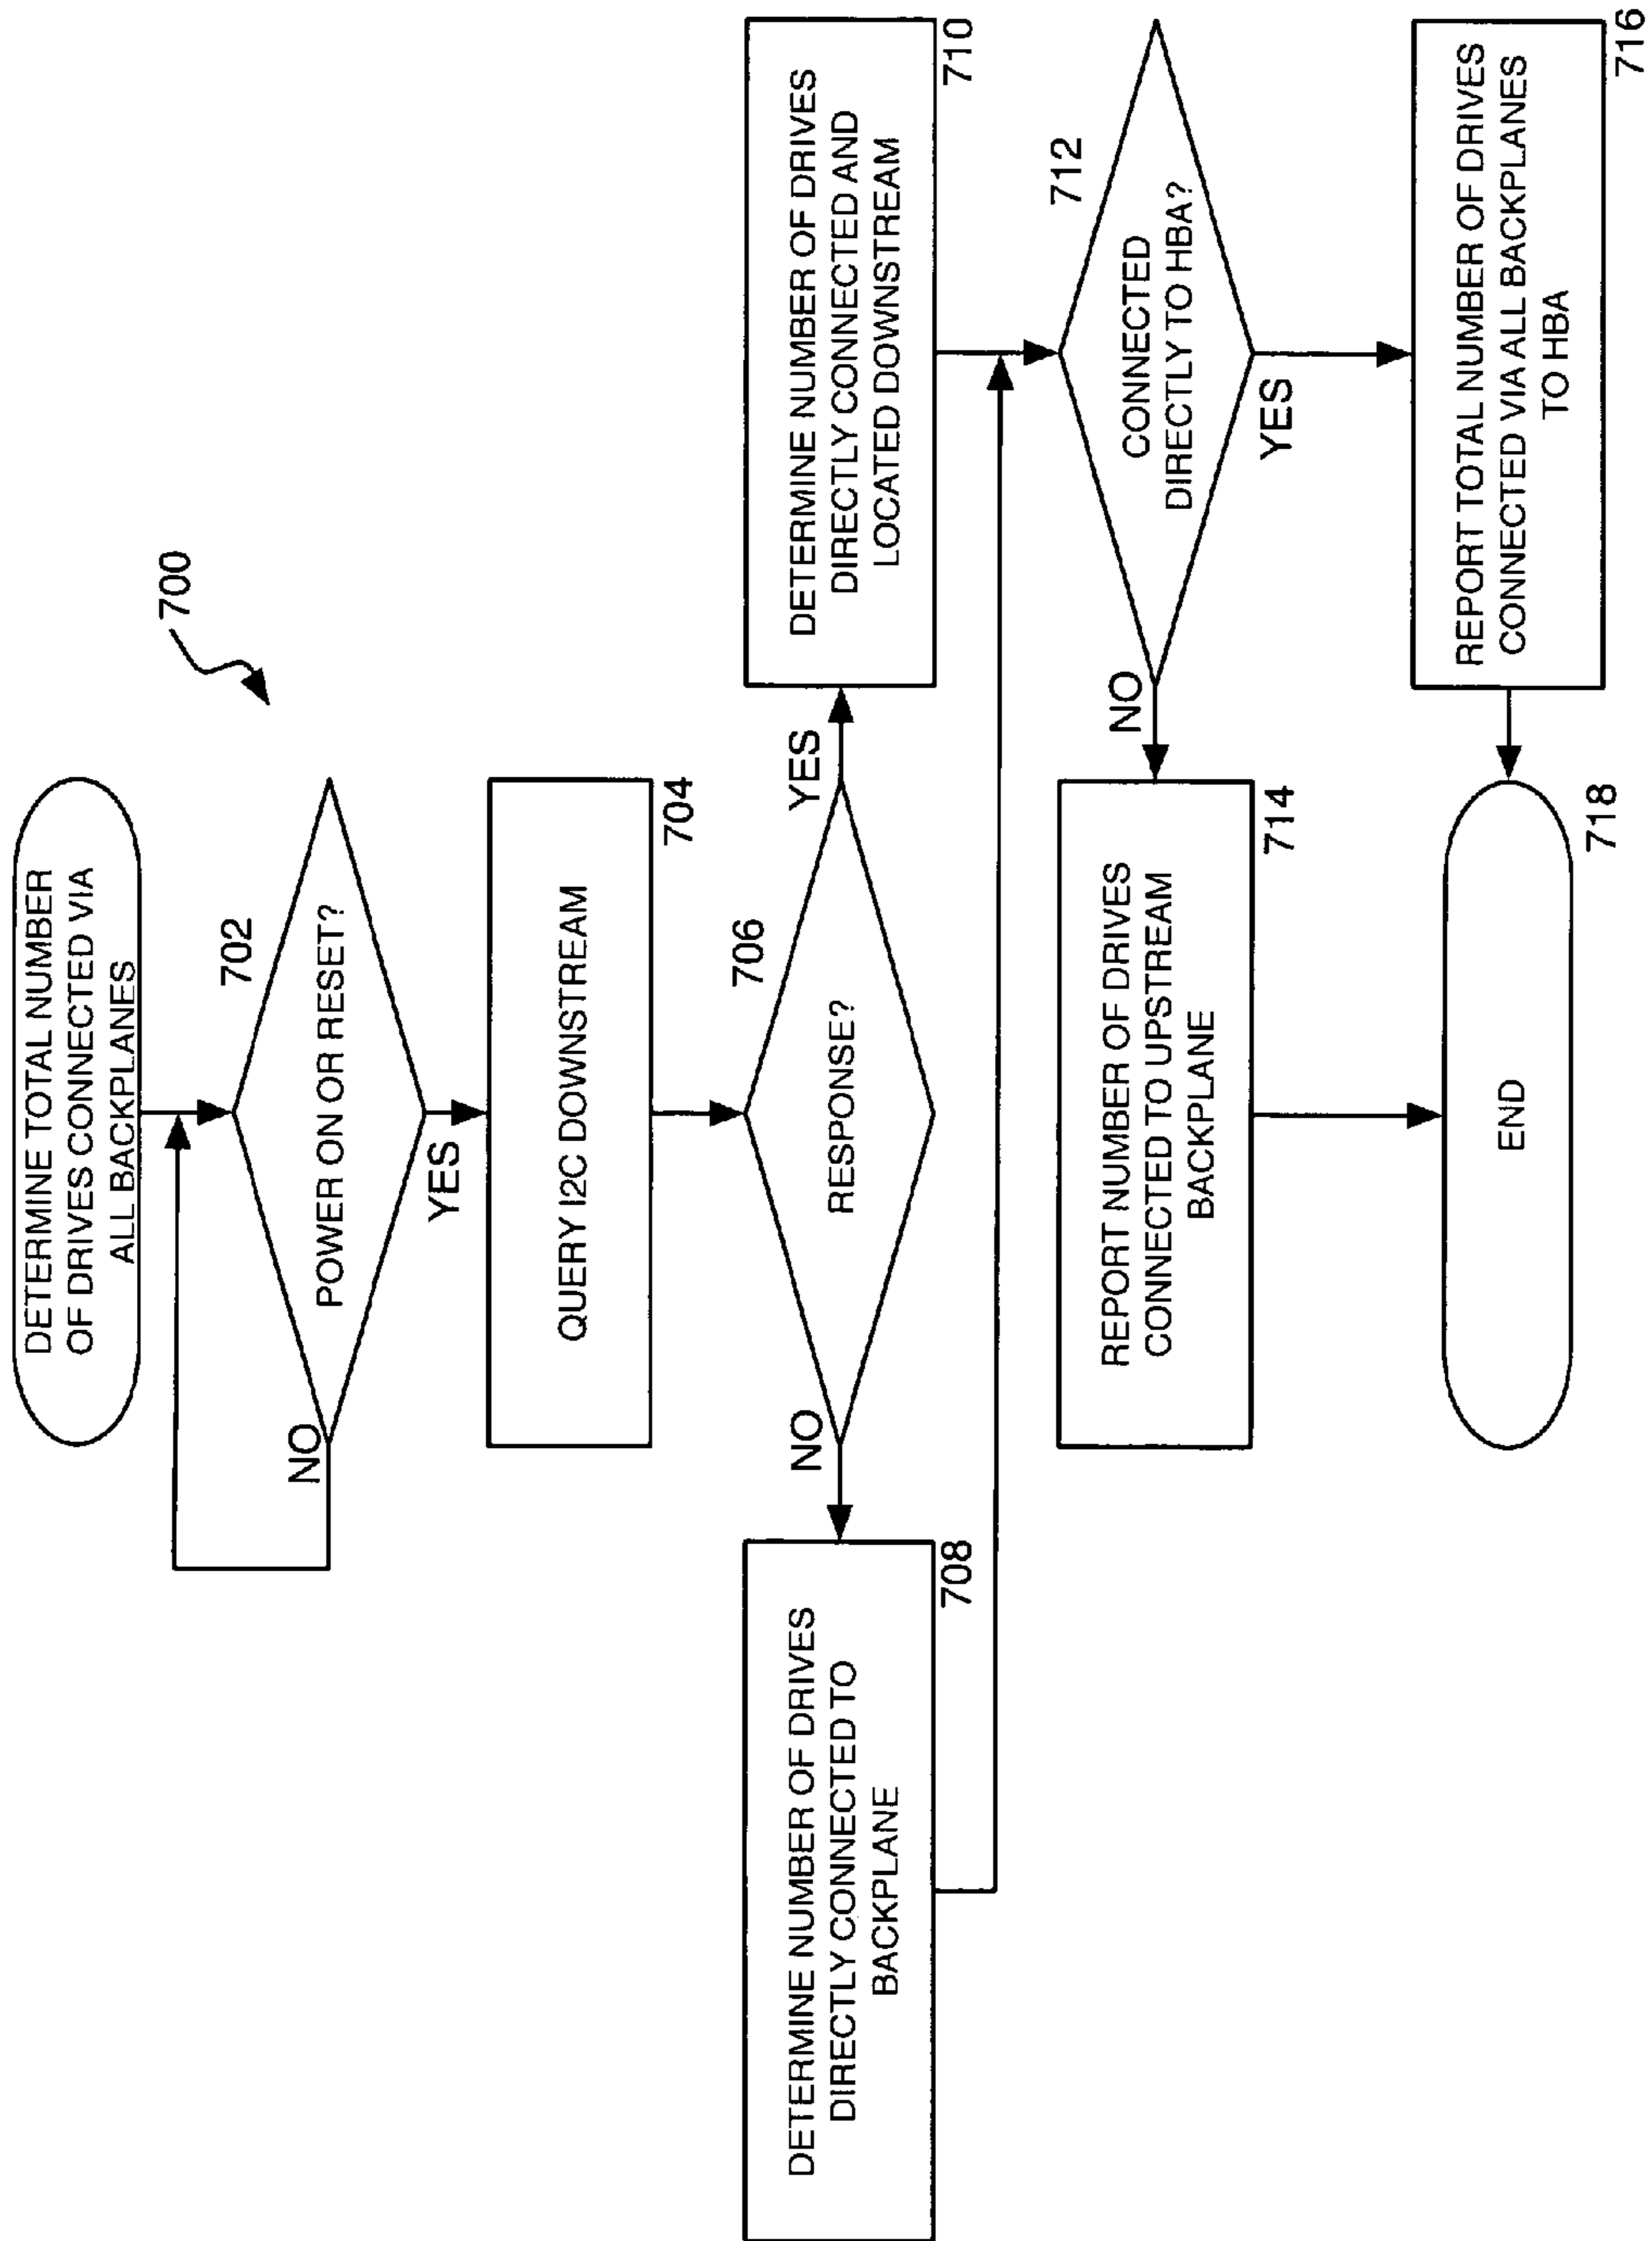 700
DETERMINE TOTAL NUMBER
OF DRIVES CONNECTED VIA
ALL BACKPLANES
702
POWER ON OR RESET?
NO
YES
QUERY I2C DOWNSTREAM
704
706
RESPONSE?
NO
YES
DETERMINE NUMBER OF DRIVES
DIRECTLY CONNECTED TO
BACKPLANE
708
DETERMINE NUMBER OF DRIVES
DIRECTLY CONNECTED AND
LOCATED DOWNSTREAM
710
712
CONNECTED
DIRECTLY TO HBA?
NO
YES
REPORT NUMBER OF DRIVES
CONNECTED TO UPSTREAM
BACKPLANE
714
REPORT TOTAL NUMBER OF DRIVES
CONNECTED VIA ALL BACKPLANES
TO HBA
716
END
718